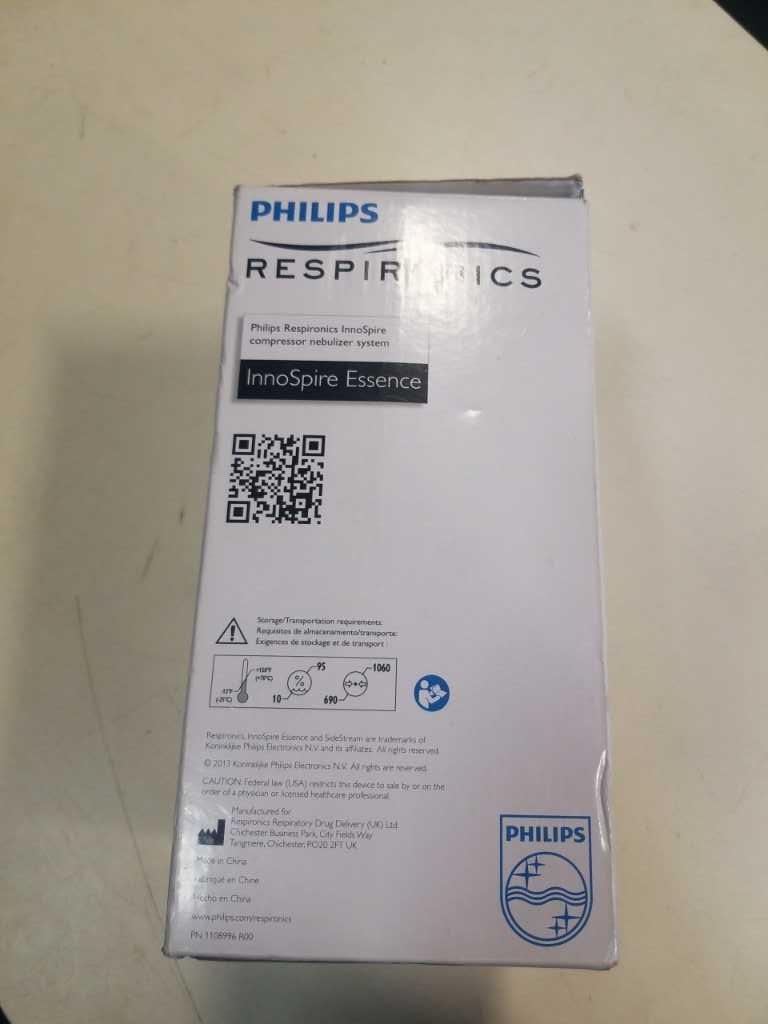 PHILIPS
RESPIRONICS
Philips Respironics InnoSpire
compressor nebulizer system
InnoSpire Essence
Storage/Transportation requirements:
Requisitos de almacenamiento/transporte:
Exigences de stockage et de transport :
95
1060
%
10
690
Respironics, InnoSpire Essence and SideStream are trademarks of
Koninklijke Philips Electronics N.V. and its affiliates. All rights reserved.
© 2013 Koninklijke Philips Electronics N.V. All rights are reserved.
CAUTION: Federal law (USA) restricts this device to sale by or on the
order of a physician or licensed healthcare professional.
Manufactured for
Respironics Respiratory Drug Delivery (UK) Ltd
Chichester Business Park, City Fields Way
Tangmere, Chichester, PO20 2FT UK
Made in China
Fabriqué en Chine
Hecho en China
www.philips.com/respironics
PN 1108996 R00
PHILIPS